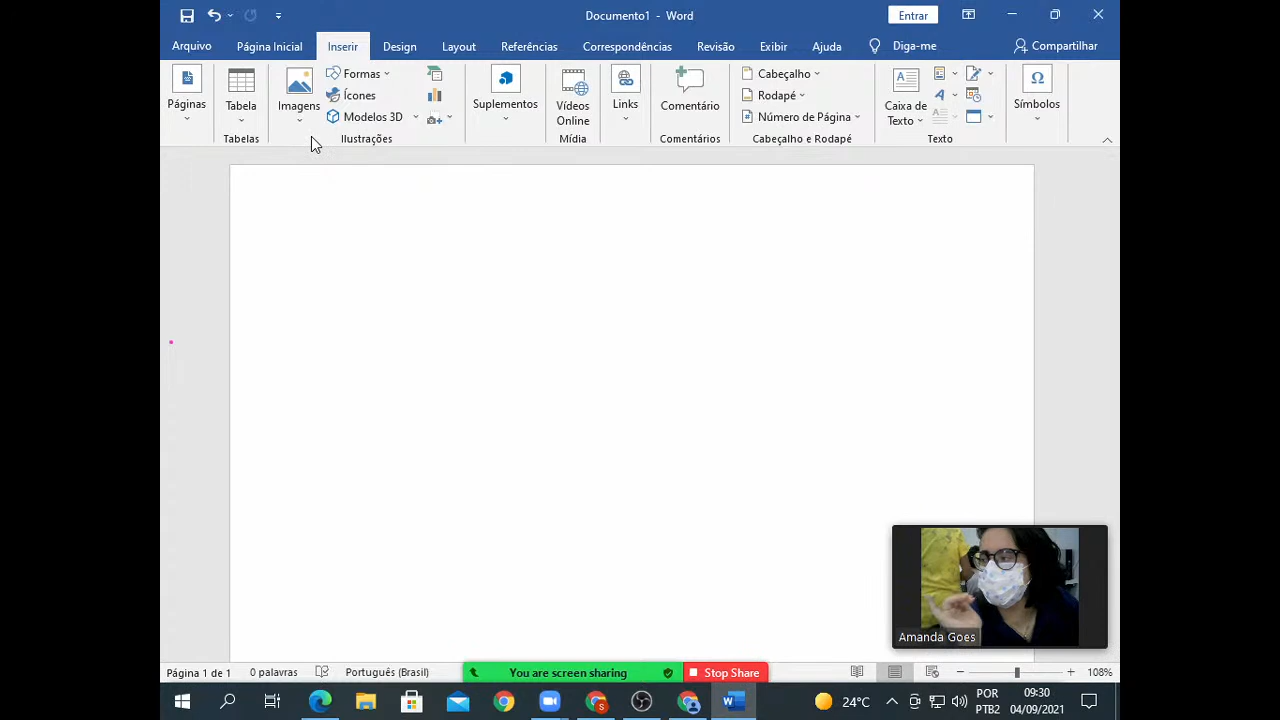 Documento1 - Word
Entrar
Arquivo Página Inicial Inserir Design Layout Referências Correspondências Revisão Exibir Ajuda Diga-me Compartilhar
Páginas
Tabela
Imagens
Formas
Ícones
Modelos 3D
Suplementos
Vídeos
Online
Links
Comentário
Cabeçalho
Rodapé
Número de Página
Caixa de
Texto
A
Ω
Símbolos
Tabelas Ilustrações Mídia Comentários Cabeçalho e Rodapé Texto
Amanda Goes
Página 1 de 1 0 palavras Português (Brasil) You are screen sharing Stop Share 108%
24°C POR
PTB2
09:30
04/09/2021